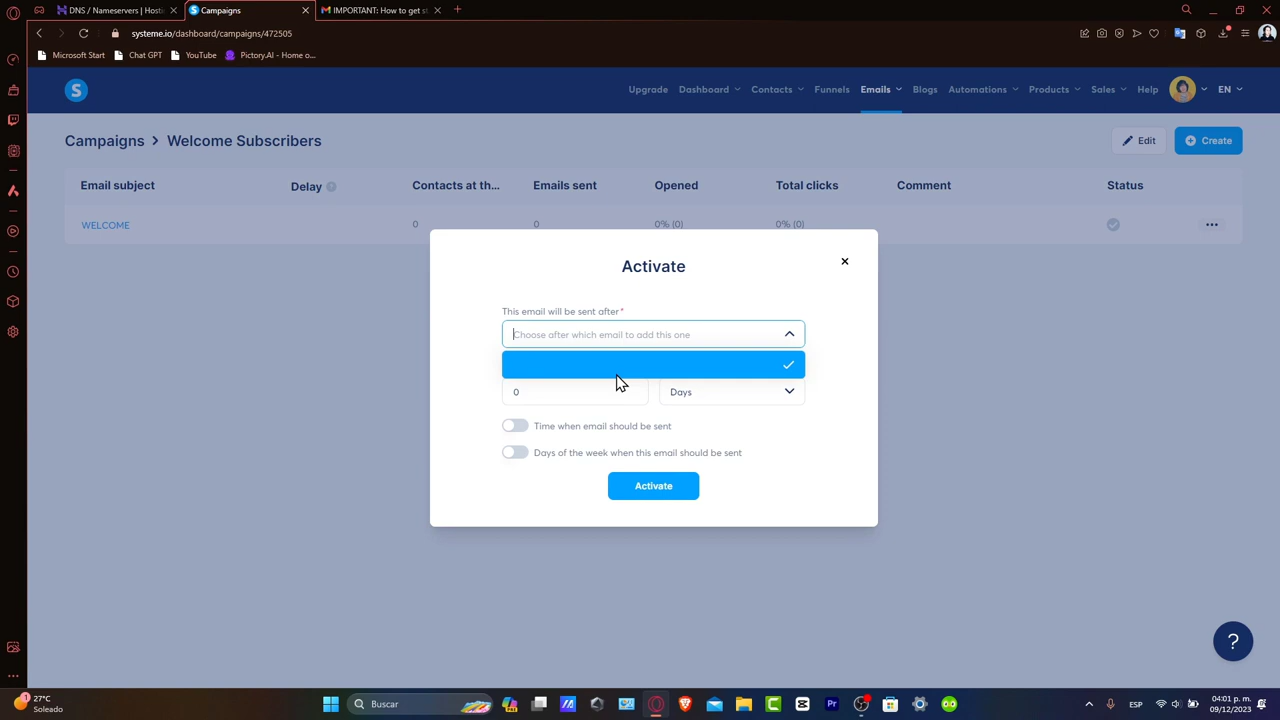 DNS / Nameservers | Hosti
Campaigns
IMPORTANT: How to get s
systeme.io/dashboard/campaigns/472505
Microsoft Start
Chat GPT
YouTube
Pictory.AI - Home o...
S
Upgrade
Dashboard
Contacts
Funnels
Emails
Blogs
Automations
Products
Sales
Help
EN
Campaigns > Welcome Subscribers
Edit
Create
Email subject
Delay ?
Contacts at th...
Emails sent
Opened
Total clicks
Comment
Status
WELCOME
0
0
0% (0)
0% (0)
Activate
This email will be sent after*
Choose after which email to add this one
0
Days
Time when email should be sent
Days of the week when this email should be sent
Activate
?
27°C
Soleado
Buscar
Pr
ESP
04:01 p. m.
09/12/2023